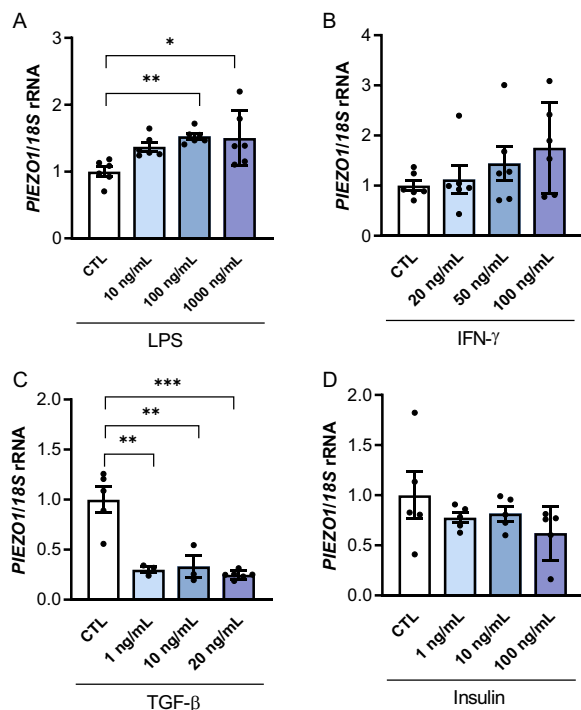 A
PIEZO1/18S rRNA
3
2
1
0
*
**
CTL
10 ng/mL
100 ng/mL
1000 ng/mL
LPS
B
PIEZO1/18S rRNA
4
3
2
1
0
CTL
20 ng/mL
50 ng/mL
100 ng/mL
IFN-γ
C
PIEZO1/18S rRNA
2.0
1.5
1.0
0.5
0.0
***
**
**
CTL
1 ng/mL
10 ng/mL
20 ng/mL
TGF-β
D
PIEZO1/18S rRNA
2.0
1.5
1.0
0.5
0.0
CTL
1 ng/mL
10 ng/mL
100 ng/mL
Insulin